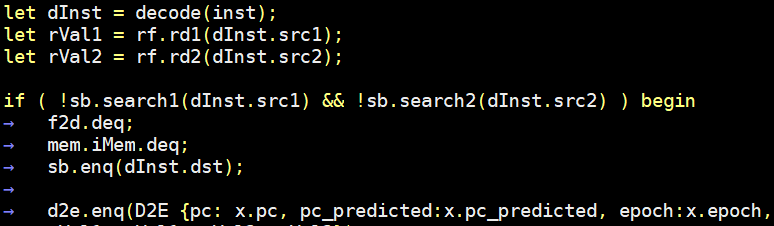 let dInst = decode(inst);
let rVal1 = rf.rd1(dInst.src1);
let rVal2 = rf.rd2(dInst.src2);
if ( !sb.search1(dInst.src1) && !sb.search2(dInst.src2) ) begin
→ f2d.deq;
→ mem.iMem.deq;
→ sb.enq(dInst.dst);
→
→ d2e.enq(D2E {pc: x.pc, pc_predicted:x.pc_predicted, epoch:x.epoch,